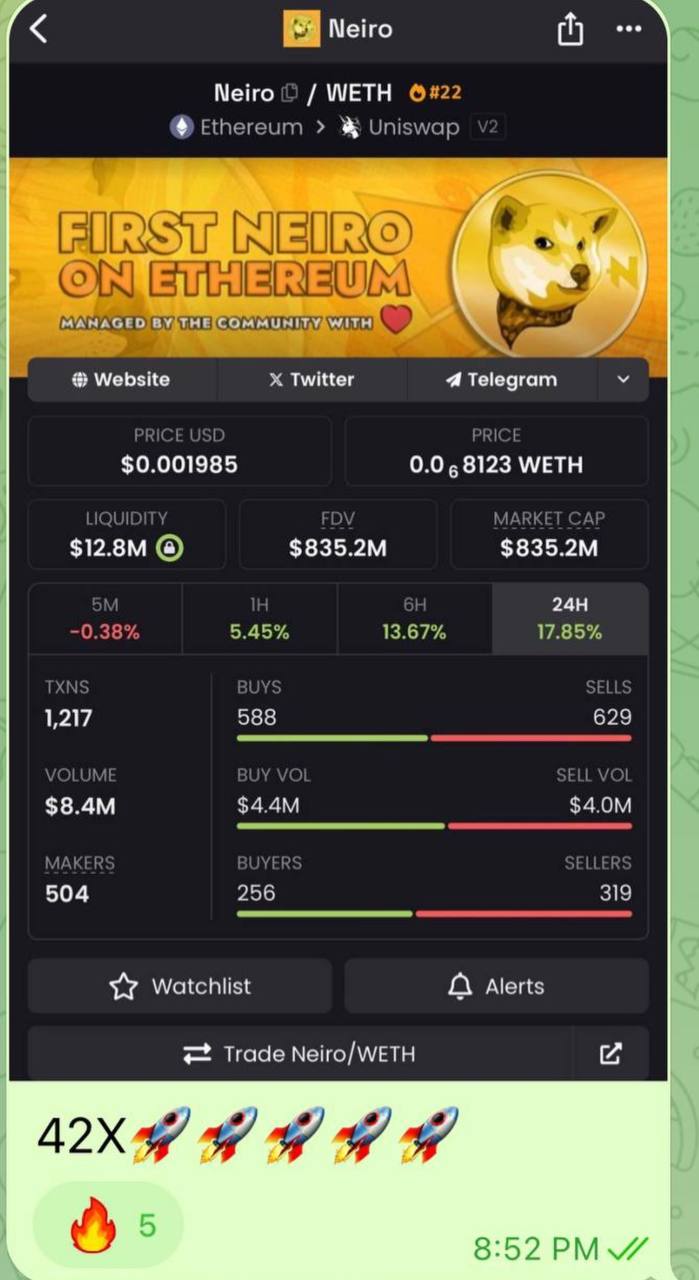 Neiro
Neiro / WETH #22
Ethereum > Uniswap V2
FIRST NEIRO
ON ETHEREUM
MANAGED BY THE COMMUNITY WITH ❤️
N
Website X Twitter Telegram
PRICE USD PRICE
$0.001985 0.0₆8123 WETH
LIQUIDITY FDV MARKET CAP
$12.8M $835.2M $835.2M
5M 1H 6H 24H
-0.38% 5.45% 13.67% 17.85%
TXNS BUYS SELLS
1,217 588 629
VOLUME BUY VOL SELL VOL
$8.4M $4.4M $4.0M
MAKERS BUYERS SELLERS
504 256 319
Watchlist Alerts
Trade Neiro/WETH
42X🚀🚀🚀🚀🚀
🔥 5
8:52 PM